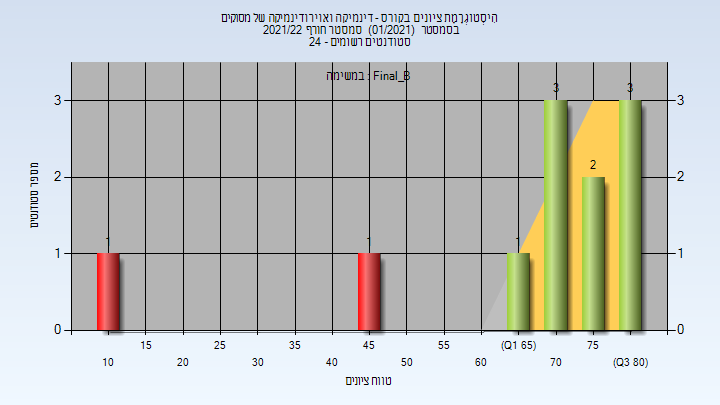 היסטוגרמת ציונים בקורס - דינמיקה ואוירודינמיקה של מסוקים
בסמסטר (01/2021) סמסטר חורף 2021/22
סטודנטים רשומים - 24
במשימה : Final_B
3 3 3 3
2 2 2
מספר סטודנטים
1 1 1 1 1
0 0
15 25 35 45 55 (Q1 65) 75
10 20 30 40 50 60 70 (Q3 80)
טווח ציונים